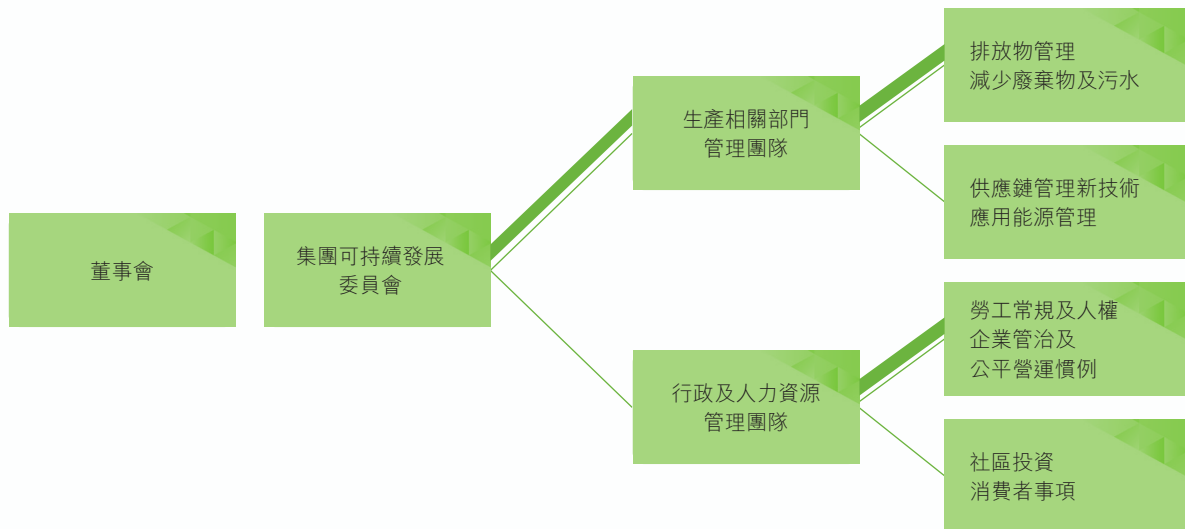 董事會
集團可持續發展
委員會
生產相關部門
管理團隊
行政及人力資源
管理團隊
排放物管理
減少廢棄物及污水
供應鏈管理新技術
應用能源管理
勞工常規及人權
企業管治及
公平營運慣例
社區投資
消費者事項